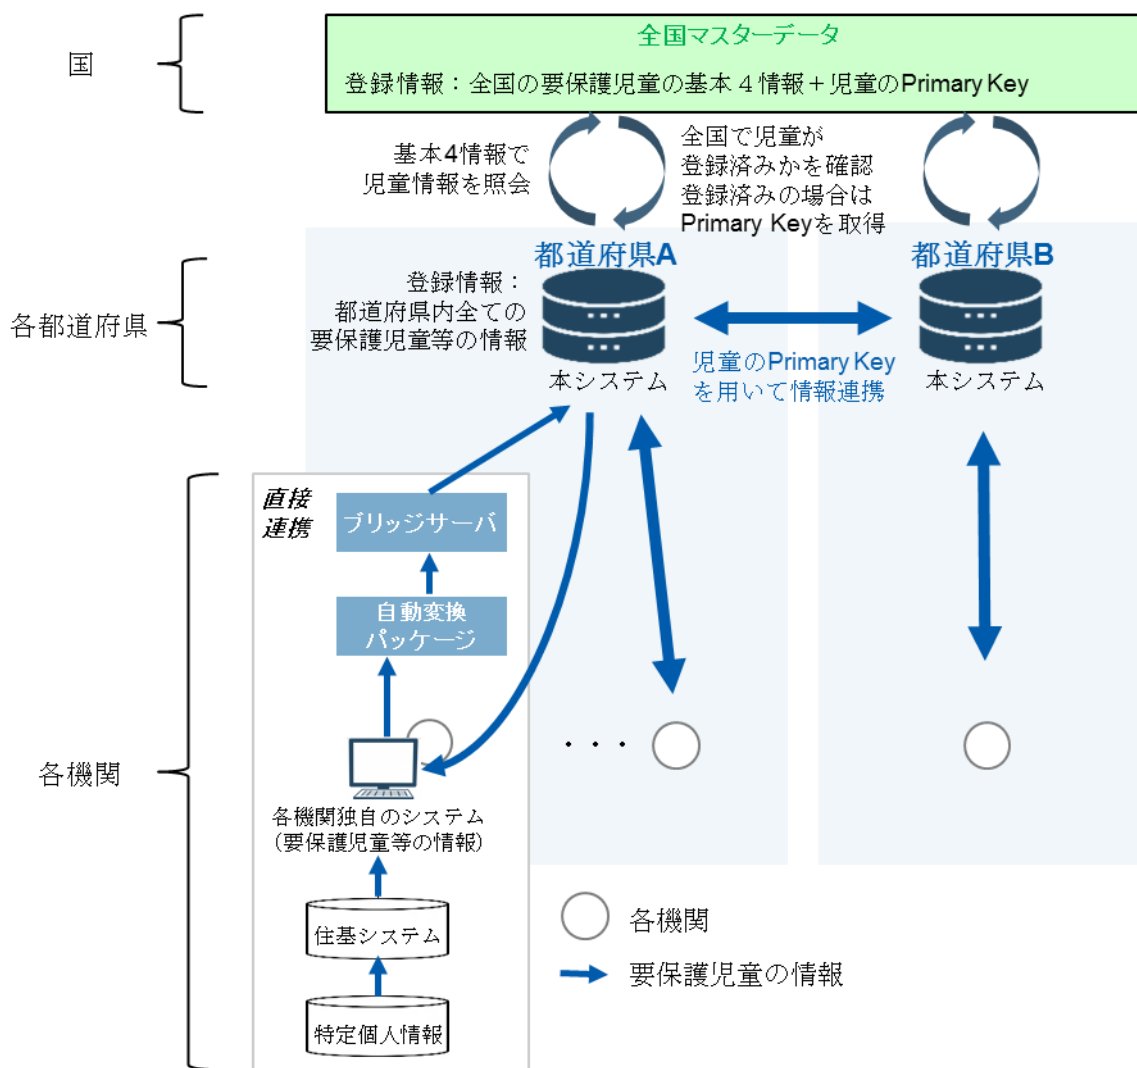 国
全国マスターデータ
登録情報：全国の要保護児童の基本４情報＋児童のPrimary Key
基本4情報で
児童情報を照会
全国で児童が
登録済みかを確認
登録済みの場合は
Primary Keyを取得
各都道府県
都道府県A
都道府県B
登録情報：
都道府県内全ての
要保護児童等の情報
本システム
児童のPrimary Key
を用いて情報連携
本システム
各機関
直接
連携
ブリッジサーバ
自動変換
パッケージ
・・・
各機関独自のシステム
(要保護児童等の情報)
住基システム
特定個人情報
各機関
要保護児童の情報